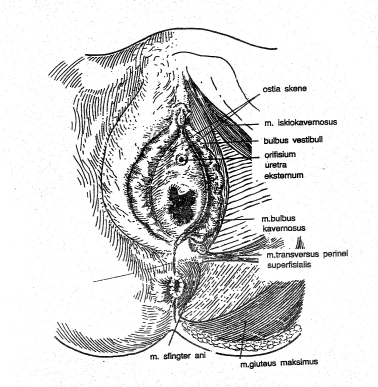 ostia skene
m. iskiokavernosus
bulbus vestibuli
orifisium
uretra
eksternum
m.bulbus
kavernosus
m.transversus perinei
superfisialis
m. sfingter ani
m.gluteus maksimus